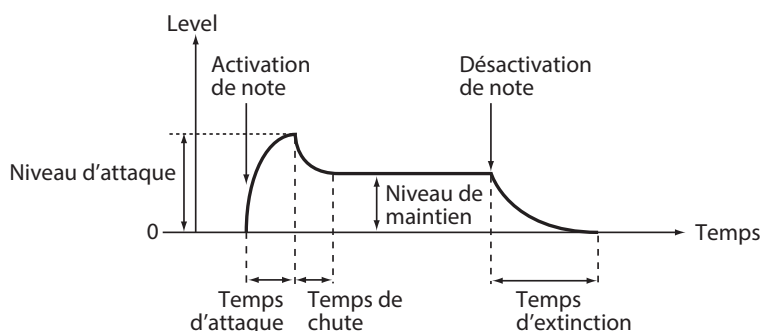 Level
Activation
de note
Désactivation
de note
Niveau d'attaque
Niveau de
maintien
0
Temps
Temps
d'attaque
Temps de
chute
Temps
d'extinction